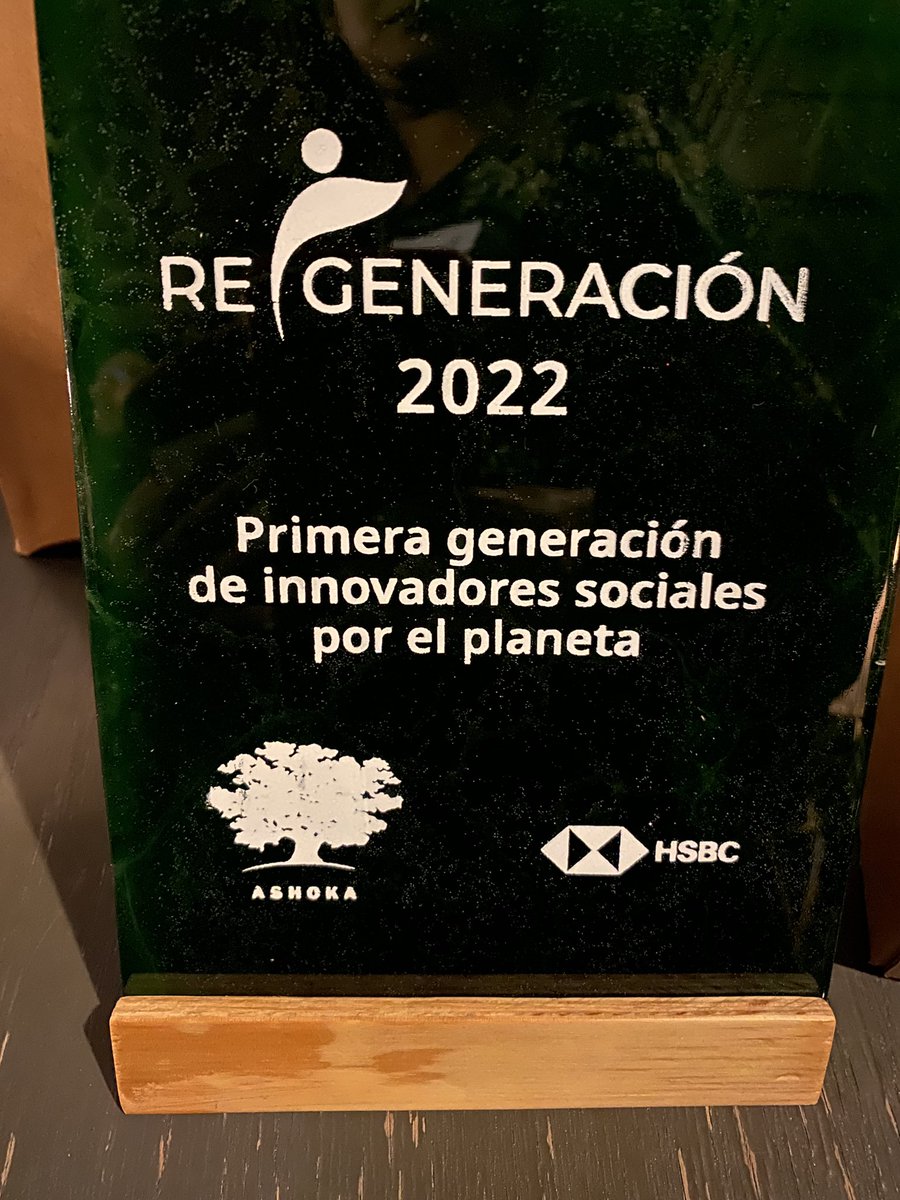 RE GENERACIÓN
2022
Primera generación
de innovadores sociales
por el planeta
ASHOKA
HSBC